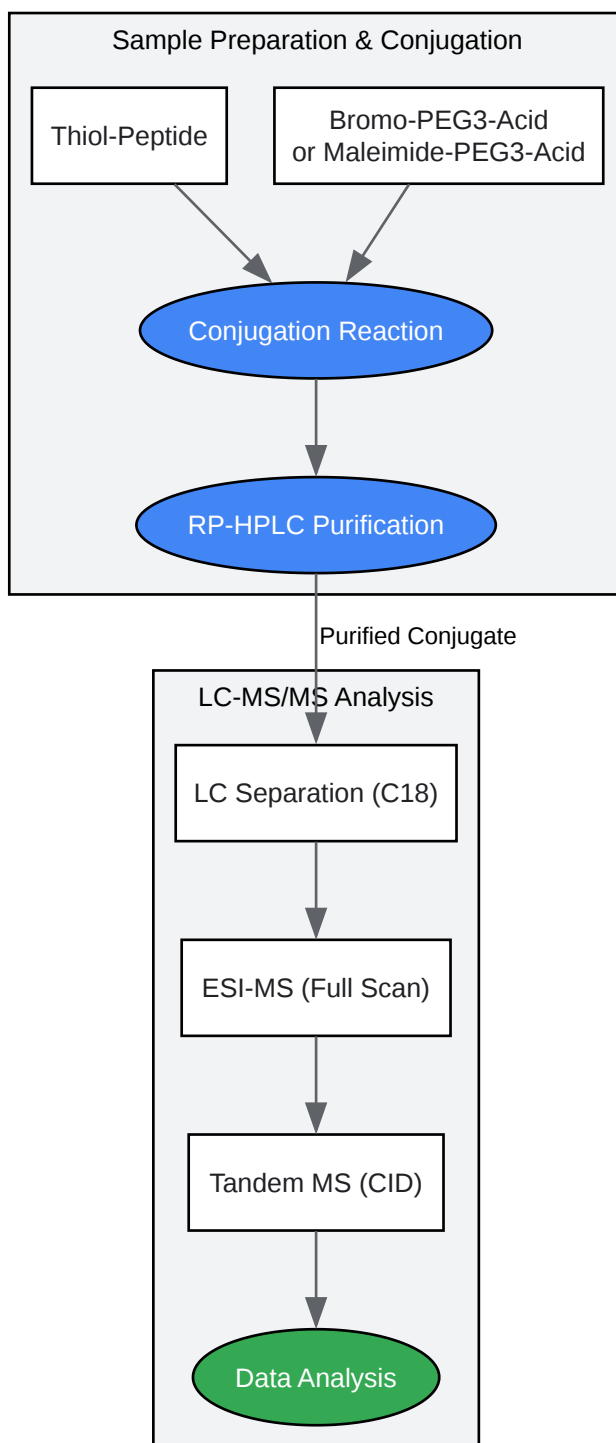 Sample Preparation & Conjugation
Thiol-Peptide
Bromo-PEG3-Acid
or Maleimide-PEG3-Acid
Conjugation Reaction
RP-HPLC Purification
Purified Conjugate
LC-MS/MS Analysis
LC Separation (C18)
ESI-MS (Full Scan)
Tandem MS (CID)
Data Analysis